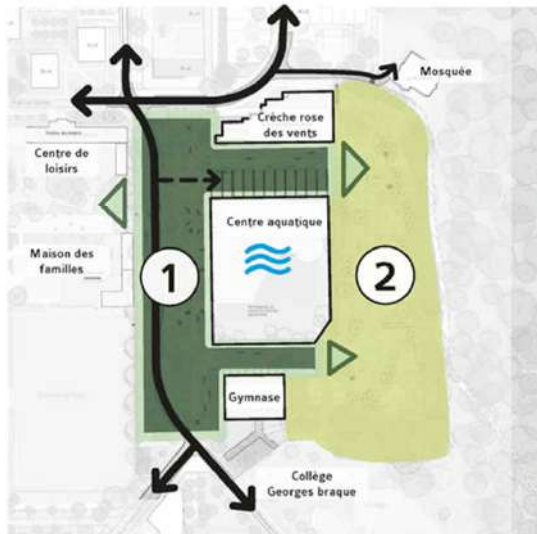 Mosquée
Crèche rose
des vents
Centre de
loisirs
Centre aquatique
Maison des
familles
1
2
Gymnase
Collège
Georges braque